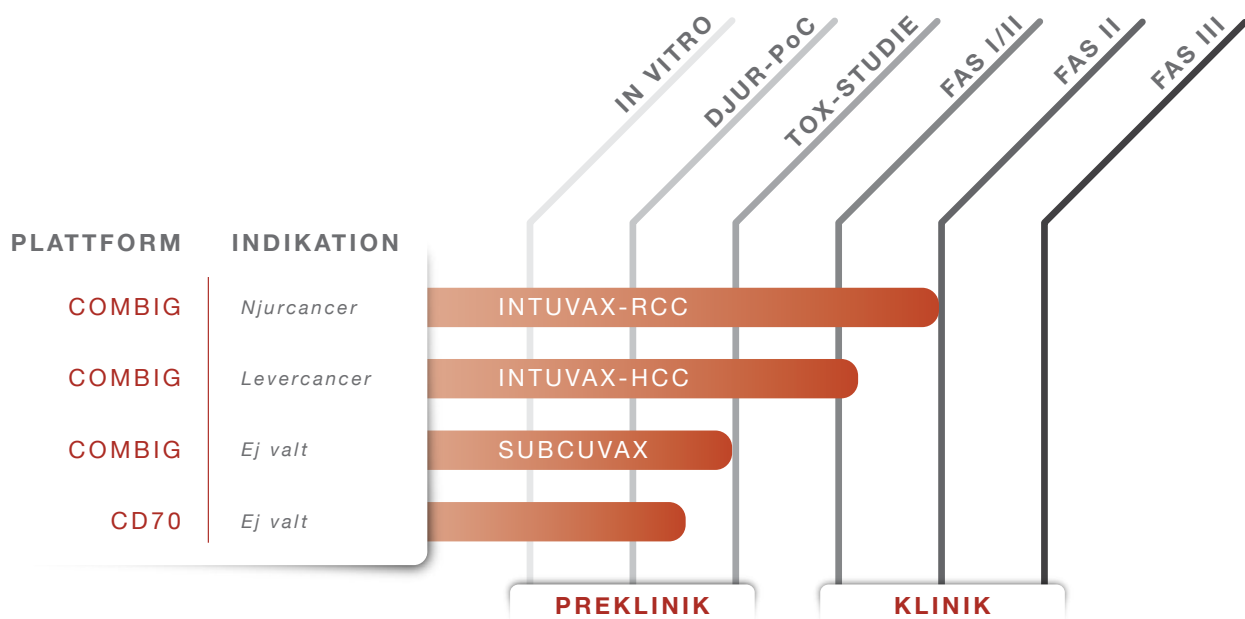 IN VITRO
DJUR-PoC
TOX-STUDIE
FAS I/II
FAS II
FAS III
PLATTFORM INDIKATION
COMBIG Njurcancer INTUVAX-RCC
COMBIG Levercancer INTUVAX-HCC
COMBIG Ej valt SUBCUVAX
CD70 Ej valt
PREKLINIK KLINIK